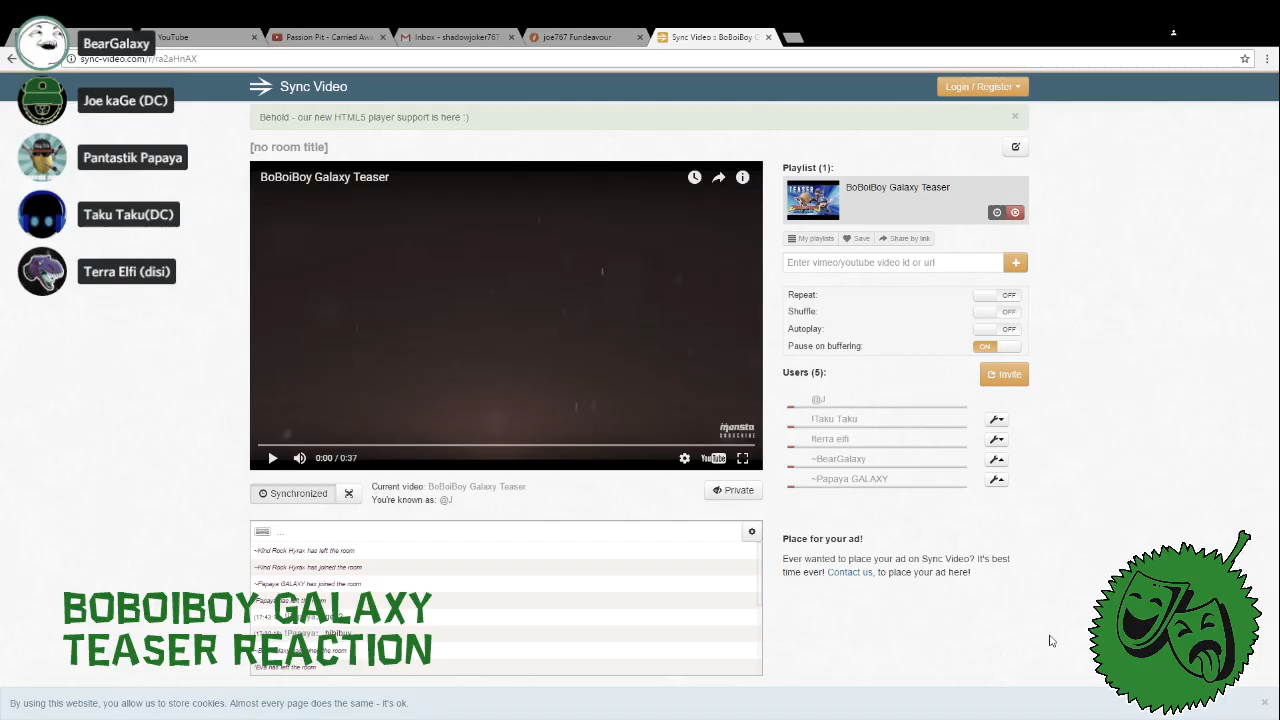 BearGalaxy
YouTube
Passion Pit - Carried Awa
Inbox - shadowjoker767
joe767 Fundeavour
Sync Video :: BoBoiBoy G
sync-video.com/r/ra2aHnAX
Joe kaGe (DC)
Pantastik Papaya
Taku Taku(DC)
Terra Elfi (disi)
Sync Video
Login / Register
Behold - our new HTML5 player support is here :)
[no room title]
BoBoiBoy Galaxy Teaser
monsta
SUBSCRIBE
0:00 / 0:37
YouTube
Synchronized
Current video: BoBoiBoy Galaxy Teaser
You're known as: @J
Private
...
~Kind Rock Hyrax has left the room
~Kind Rock Hyrax has joined the room
~Papaya GALAXY has joined the room
BOBOIBOY GALAXY
TEASER REACTION
Playlist (1):
TEASER
BoBoiBoy Galaxy Teaser
My playlists
Save
Share by link
Enter vimeo/youtube video id or url
Repeat: OFF
Shuffle: OFF
Autoplay: OFF
Pause on buffering: ON
Users (5):
Invite
@J
!Taku Taku
!terra elfi
~BearGalaxy
~Papaya GALAXY
Place for your ad!
Ever wanted to place your ad on Sync Video? It's best
time ever! Contact us, to place your ad here!
By using this website, you allow us to store cookies. Almost every page does the same - it's ok.